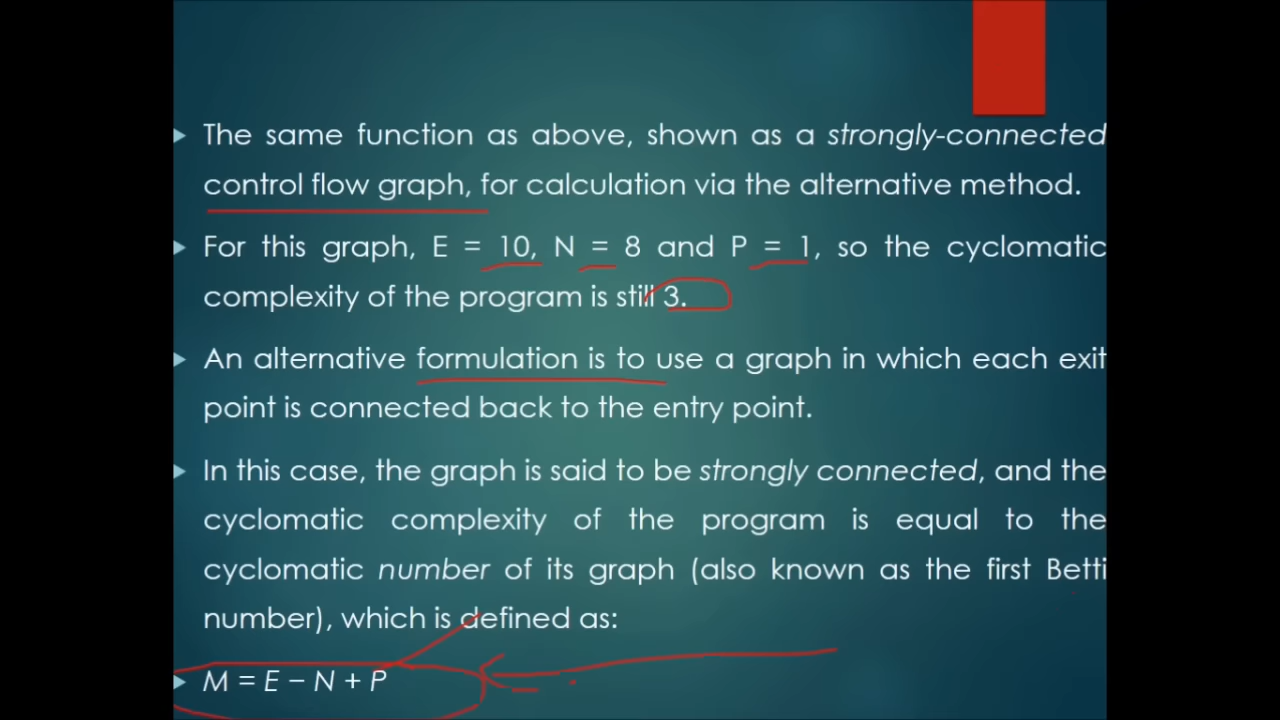 The same function as above, shown as a strongly-connected
control flow graph, for calculation via the alternative method.
For this graph, E = 10, N = 8 and P = 1, so the cyclomatic
complexity of the program is still 3.
An alternative formulation is to use a graph in which each exit
point is connected back to the entry point.
In this case, the graph is said to be strongly connected, and the
cyclomatic complexity of the program is equal to the
cyclomatic number of its graph (also known as the first Betti
number), which is defined as:
M = E − N + P